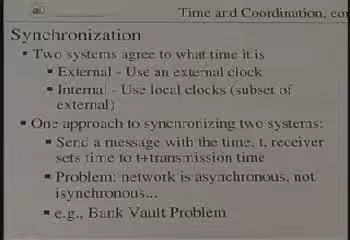 Time and Coordination, con
Synchronization
▪ Two systems agree to what time it is
▪ External - Use an external clock
▪ Internal - Use local clocks (subset of
external)
▪ One approach to syncnronizing two systems:
▪ Send a message with the time, t, receiver
sets time to t+transmission time
▪ Problem: network is asynchronous, not
isynchronous...
▪ e.g., Bank Vault Problem